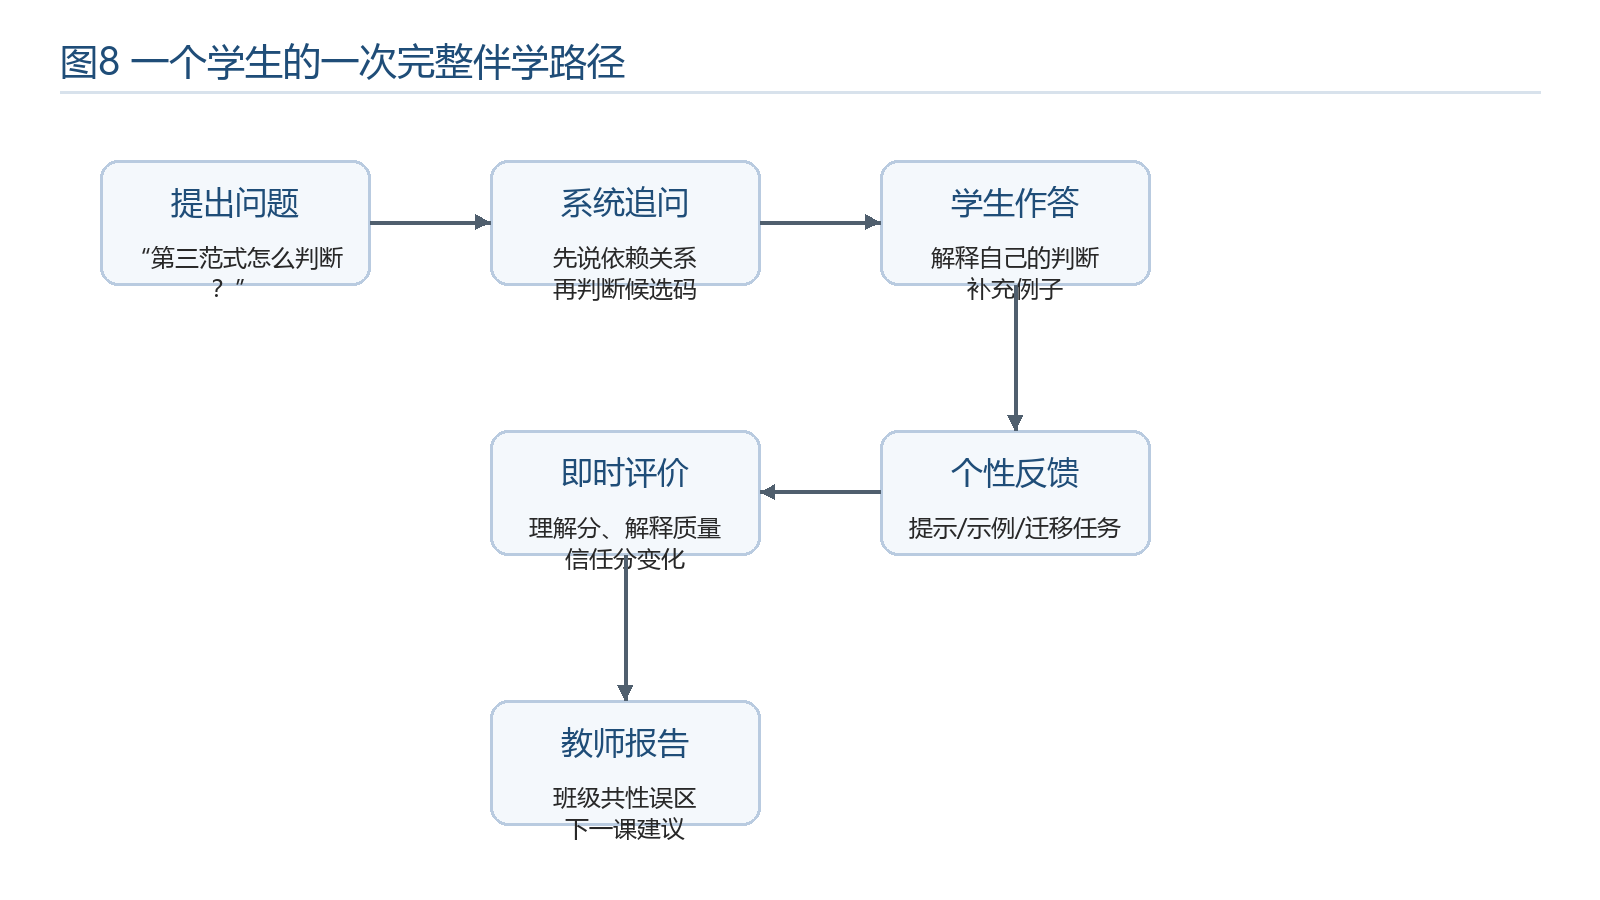 图8 一个学生的一次完整伴学路径
提出问题
“第三范式怎么判断
？”
系统追问
先说依赖关系
再判断候选码
学生作答
解释自己的判断
补充例子
个性反馈
提示/示例/迁移任务
即时评价
理解分、解释质量
信任分变化
教师报告
班级共性误区
下一课建议